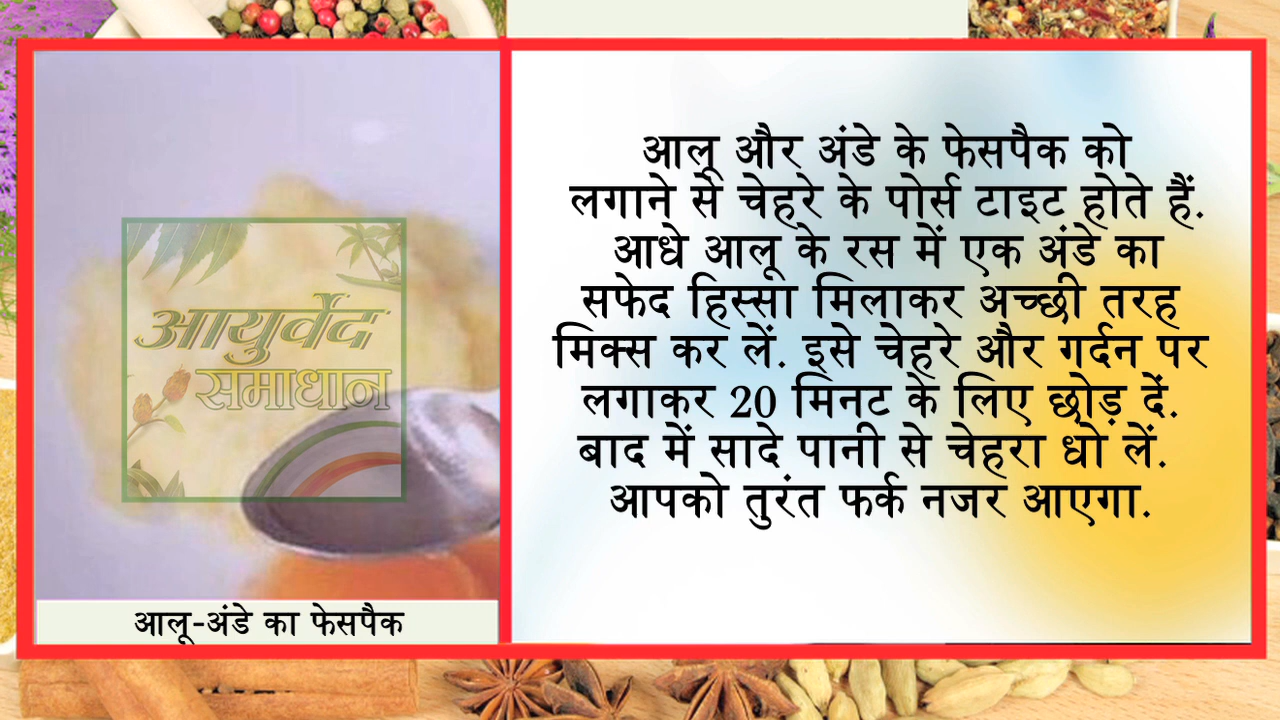 आयुर्वेद
समाधान
आलू-अंडे का फेसपैक
आलू और अंडे के फेसपैक को
लगाने से चेहरे के पोर्स टाइट होते हैं.
आधे आलू के रस में एक अंडे का
सफेद हिस्सा मिलाकर अच्छी तरह
मिक्स कर लें. इसे चेहरे और गर्दन पर
लगाकर 20 मिनट के लिए छोड़ दें.
बाद में सादे पानी से चेहरा धो लें.
आपको तुरंत फर्क नजर आएगा.